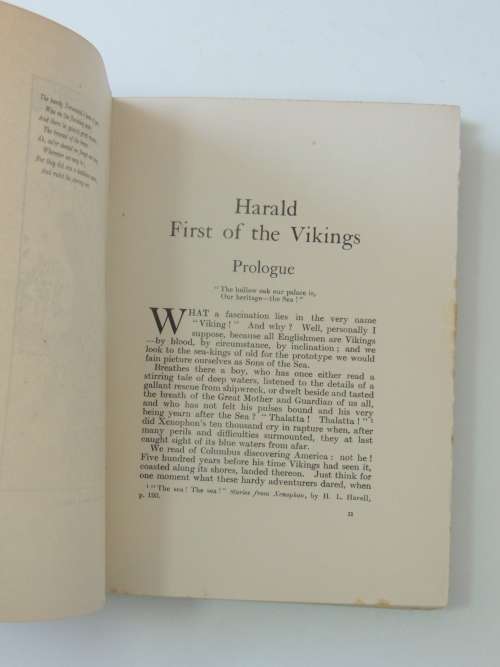 Harald
First of the Vikings
Prologue
"The hollow oak our palace is,
Our heritage—the Sea!"
WHAT a fascination lies in the very name
"Viking!" And why? Well, personally I
suppose, because all Englishmen are Vikings
—by blood, by circumstance, by inclination; and we
look to the sea-kings of old for the prototype we would
fain picture ourselves as Sons of the Sea.
Breathes there a boy, who has once either read a
stirring tale of deep waters, listened to the details of a
gallant rescue from shipwreck, or dwelt beside and tasted
the breath of the Great Mother and Guardian of us all,
and who has not felt his pulses bound and his very
being yearn after the Sea? "Thalatta! Thalatta!"¹
did Xenophon's ten thousand cry in rapture when, after
many perils and difficulties surmounted, they at last
caught sight of its blue waters from afar.
We read of Columbus discovering America: not he!
Five hundred years before his time Vikings had seen it,
coasted along its shores, landed thereon. Just think for
one moment what these hardy adventurers dared, when
¹ "The sea! The sea!" Stories from Xenophon, by H. L. Havell,
p. 193.
11